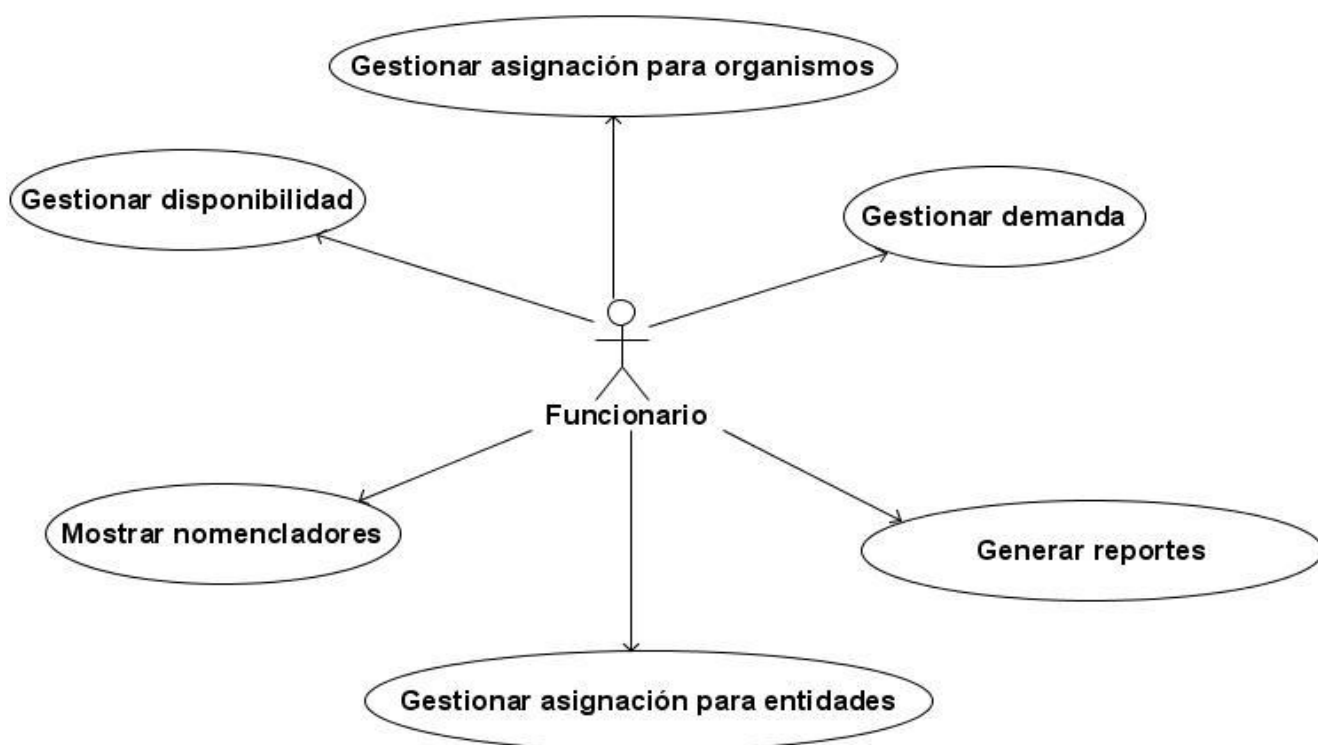 Gestionar asignación para organismos
Gestionar disponibilidad
Gestionar demanda
Funcionario
Mostrar nomencladores
Generar reportes
Gestionar asignación para entidades